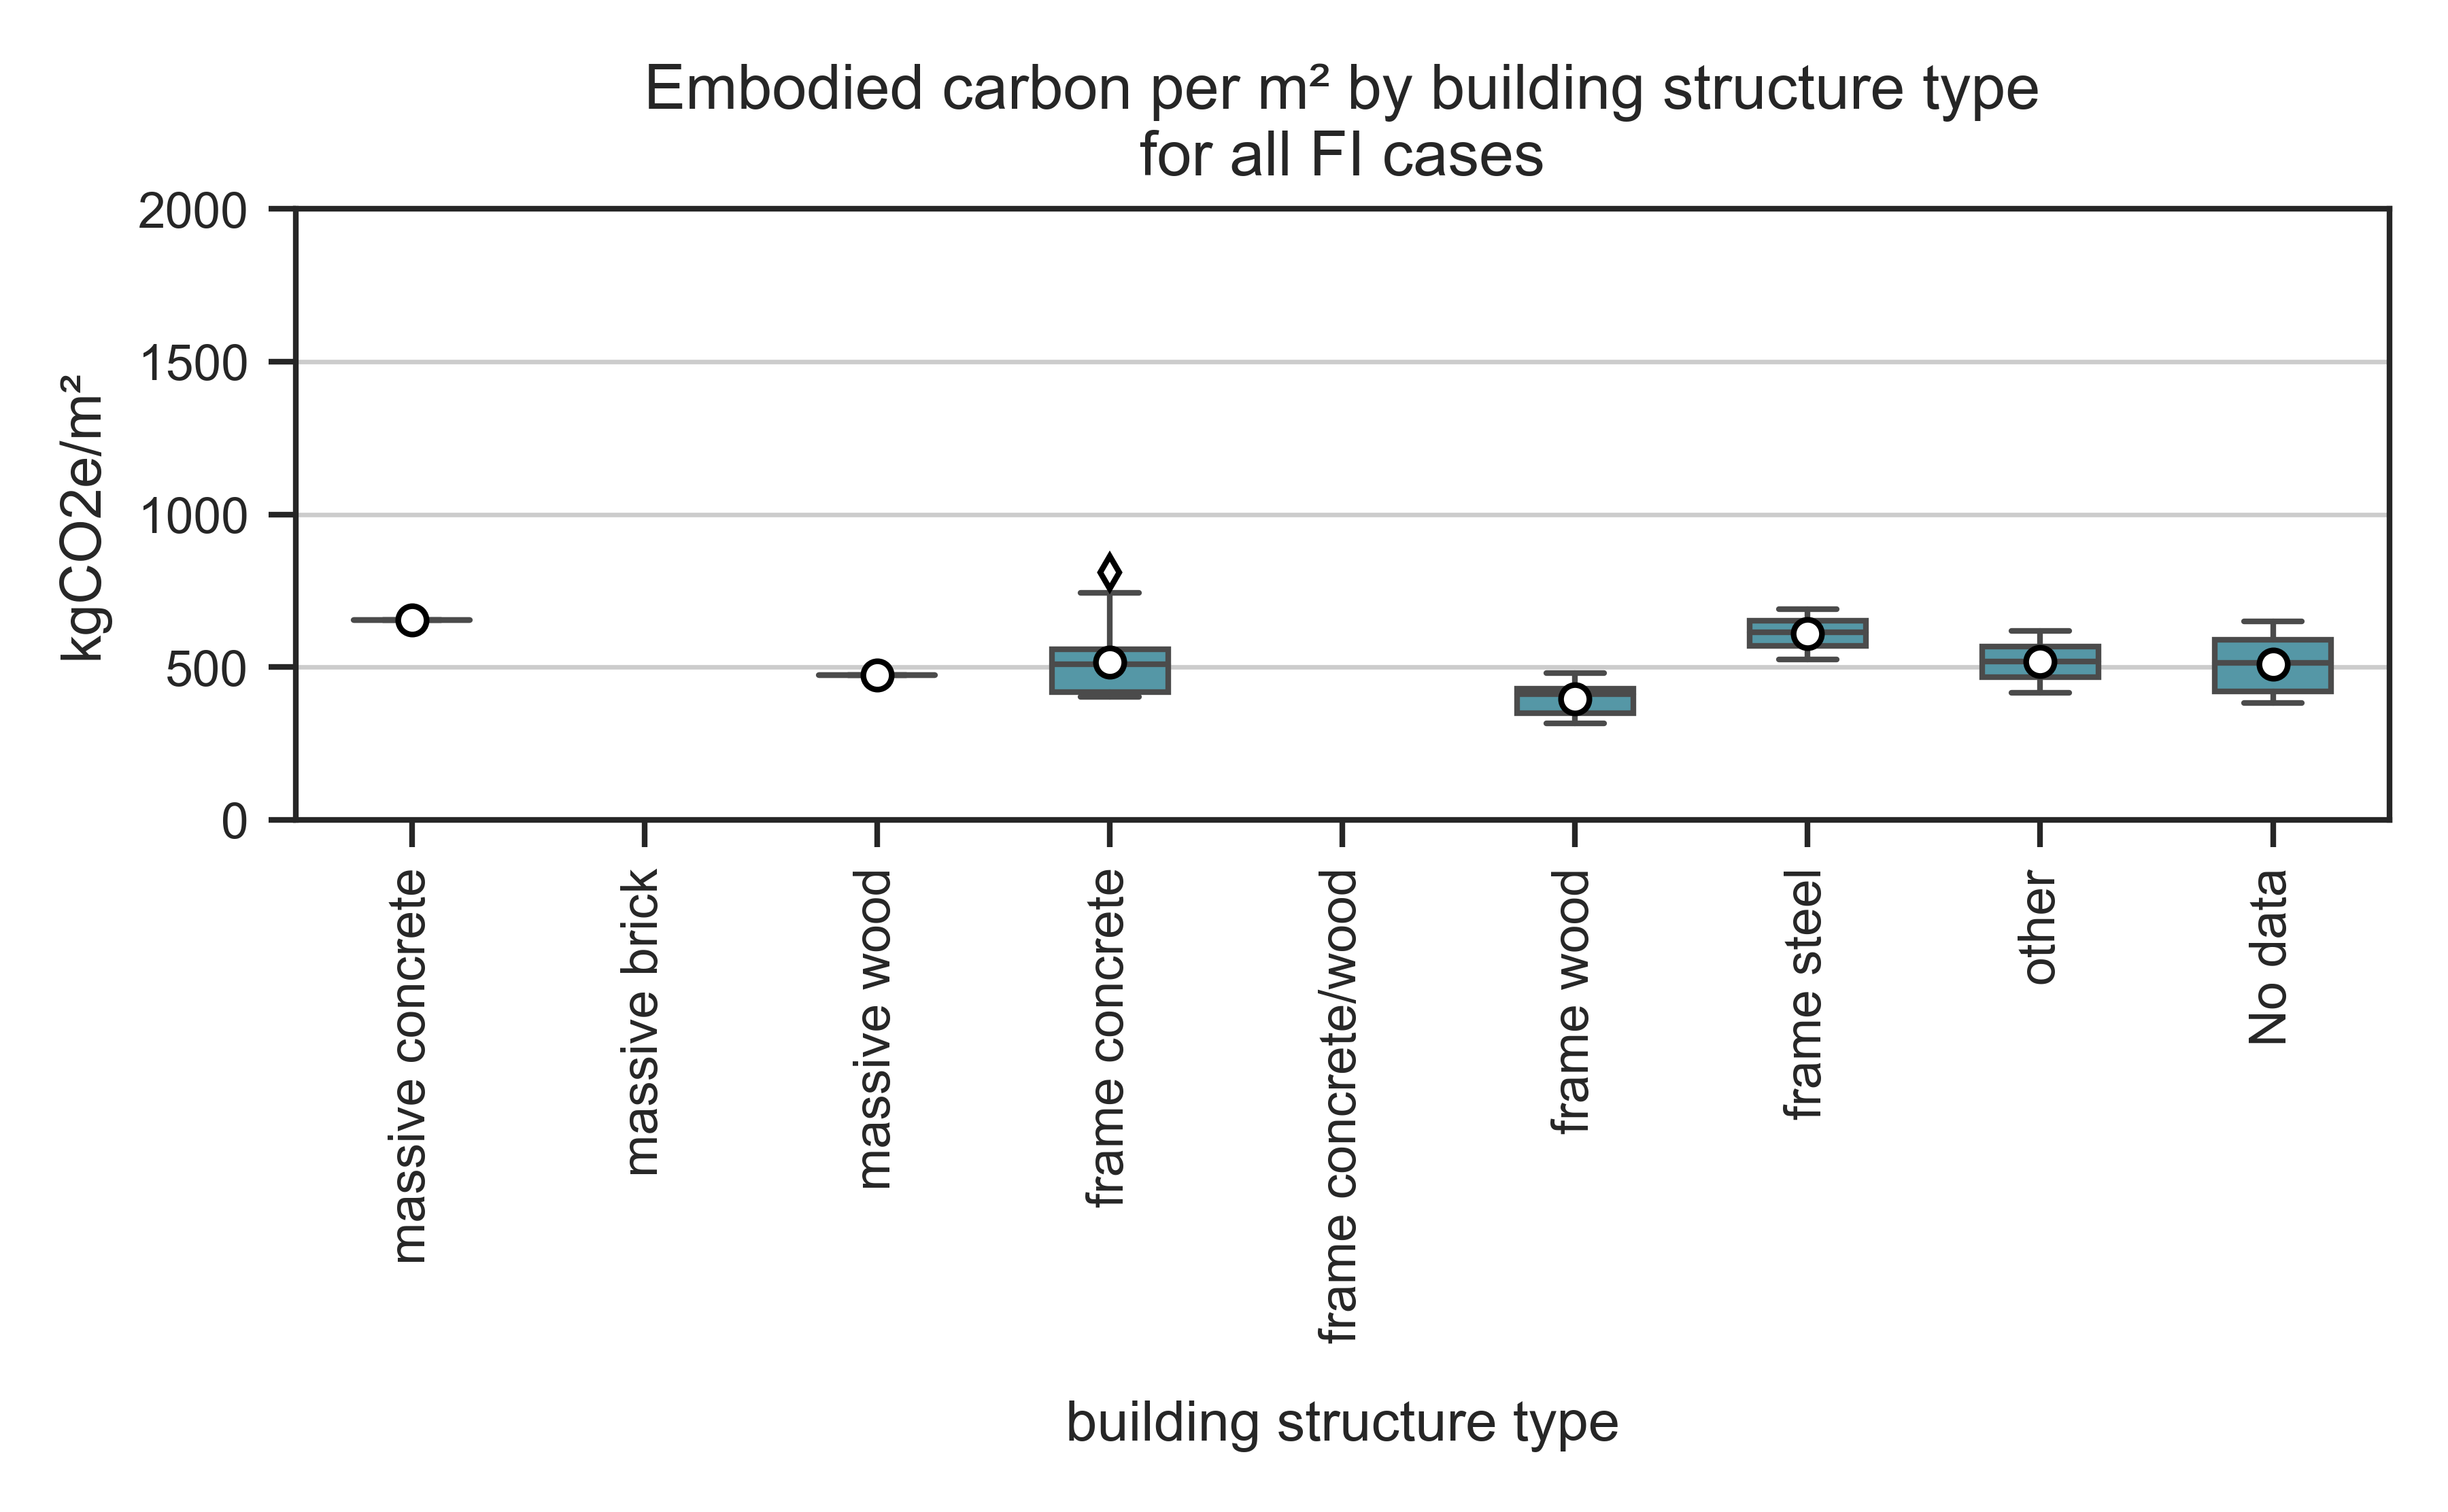 Embodied carbon per m² by building structure type
for all FI cases
kgCO2e/m²
2000
1500
1000
500
0
massive concrete
massive brick
massive wood
frame concrete
frame concrete/wood
frame wood
frame steel
other
No data
building structure type